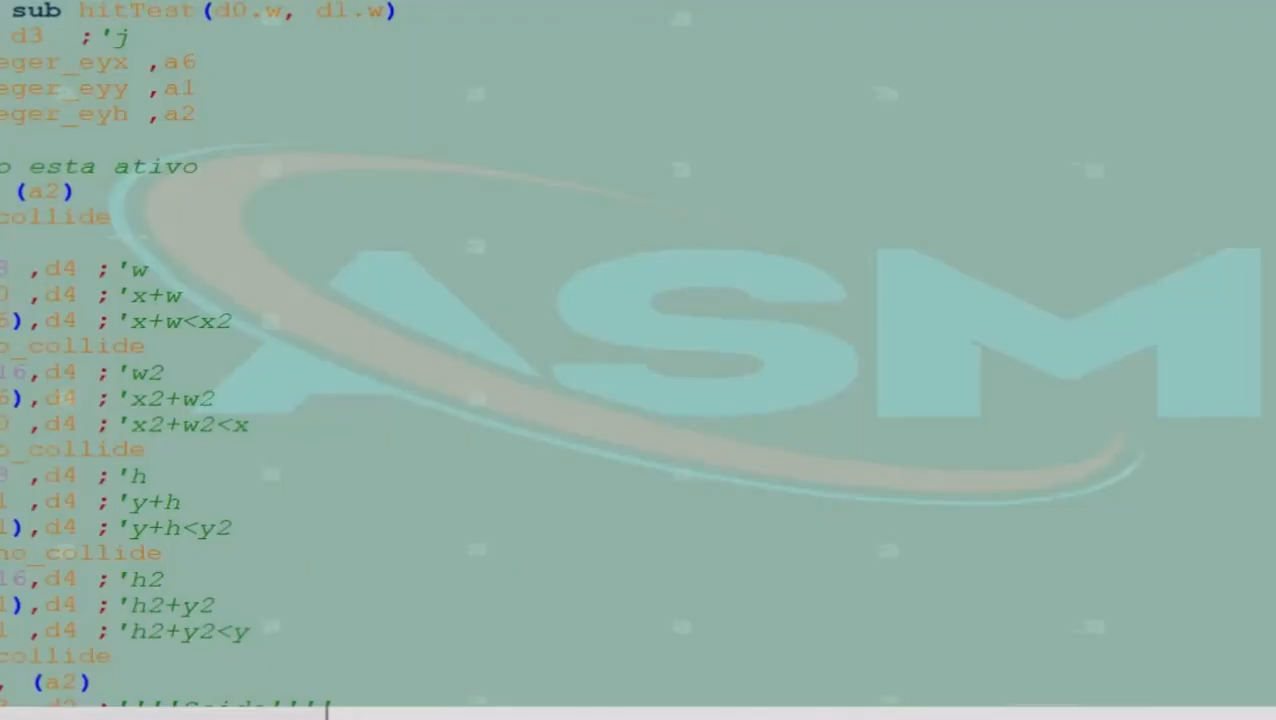 sub hitTest(d0.w, d1.w)
d3 ;'j
eger_eyx ,a6
eger_eyy ,a1
eger_eyh ,a2
o esta ativo
(a2)
collide
,d4 ;'w
,d4 ;'x+w
),d4 ;'x+w<x2
o_collide
16,d4 ;'w2
),d4 ;'x2+w2
,d4 ;'x2+w2<x
o_collide
,d4 ;'h
,d4 ;'y+h
),d4 ;'y+h<y2
no_collide
16,d4 ;'h2
),d4 ;'h2+y2
,d4 ;'h2+y2<y
collide
, (a2)
ASM